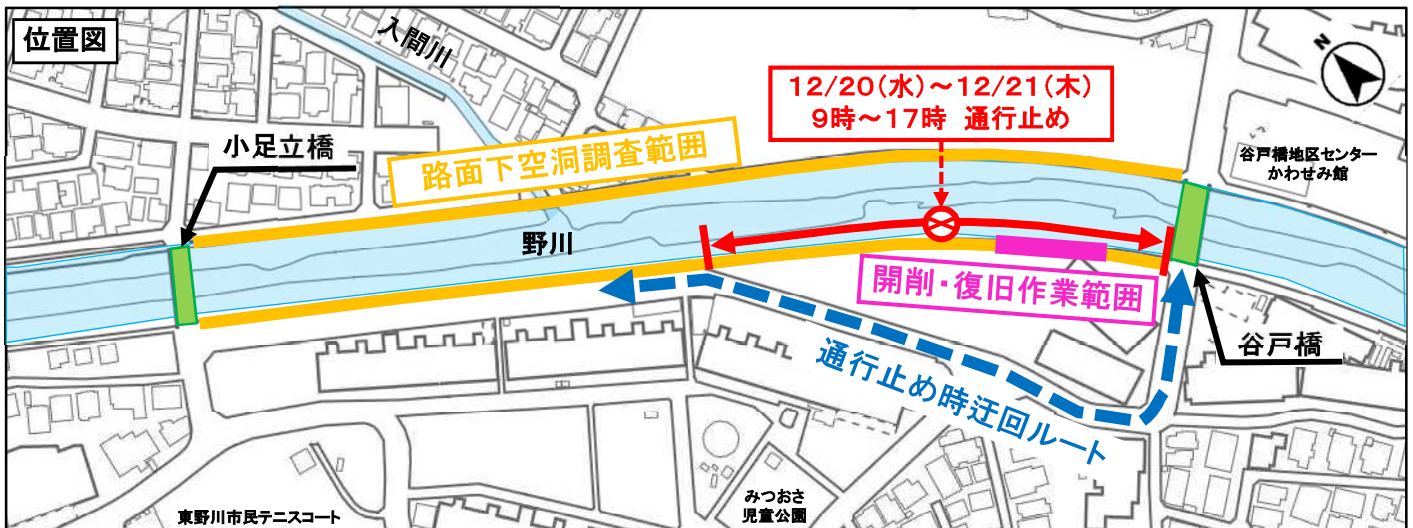 位置図
入間川
N
12/20(水)～12/21(木)
9時～17時 通行止め
小足立橋
路面下空洞調査範囲
谷戸橋地区センター
かわせみ館
野川
開削・復旧作業範囲
谷戸橋
通行止め時迂回ルート
みつおさ
児童公園
東野川市民テニスコート